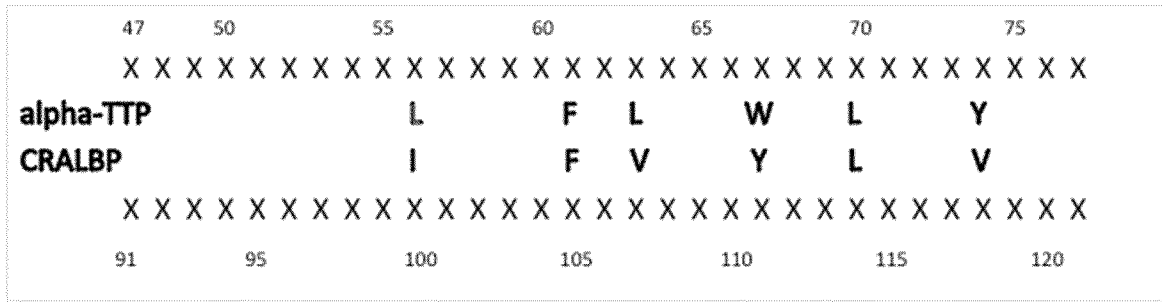 47 50 55 60 65 70 75
X X X X X X X X X X X X X X X X X X X X X X X X X X X X X X X
alpha-TTP L F L W L Y
CRALBP I F V Y L V
X X X X X X X X X X X X X X X X X X X X X X X X X X X X X X X
91 95 100 105 110 115 120